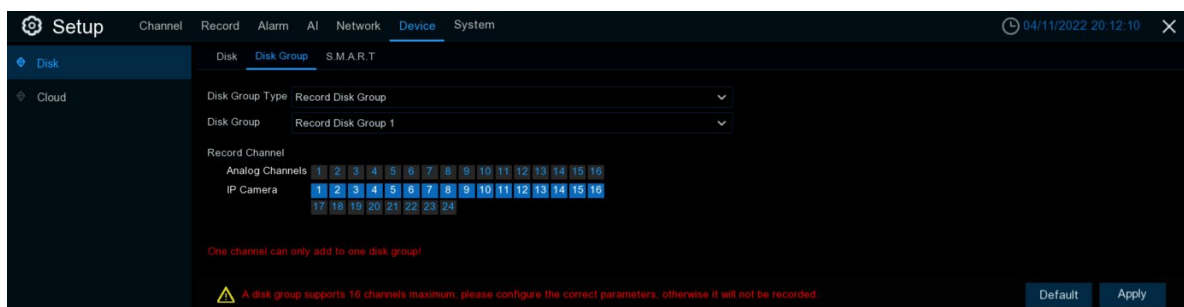 Setup Channel Record Alarm AI Network Device System 04/11/2022 20:12:10
Disk Disk Disk Group S.M.A.R.T
Cloud
Disk Group Type Record Disk Group
Disk Group Record Disk Group 1
Record Channel
Analog Channels 1 2 3 4 5 6 7 8 9 10 11 12 13 14 15 16
IP Camera 1 2 3 4 5 6 7 8 9 10 11 12 13 14 15 16
17 18 19 20 21 22 23 24
One channel can only add to one disk group!
A disk group supports 16 channels maximum, please configure the correct parameters, otherwise it will not be recorded. Default Apply